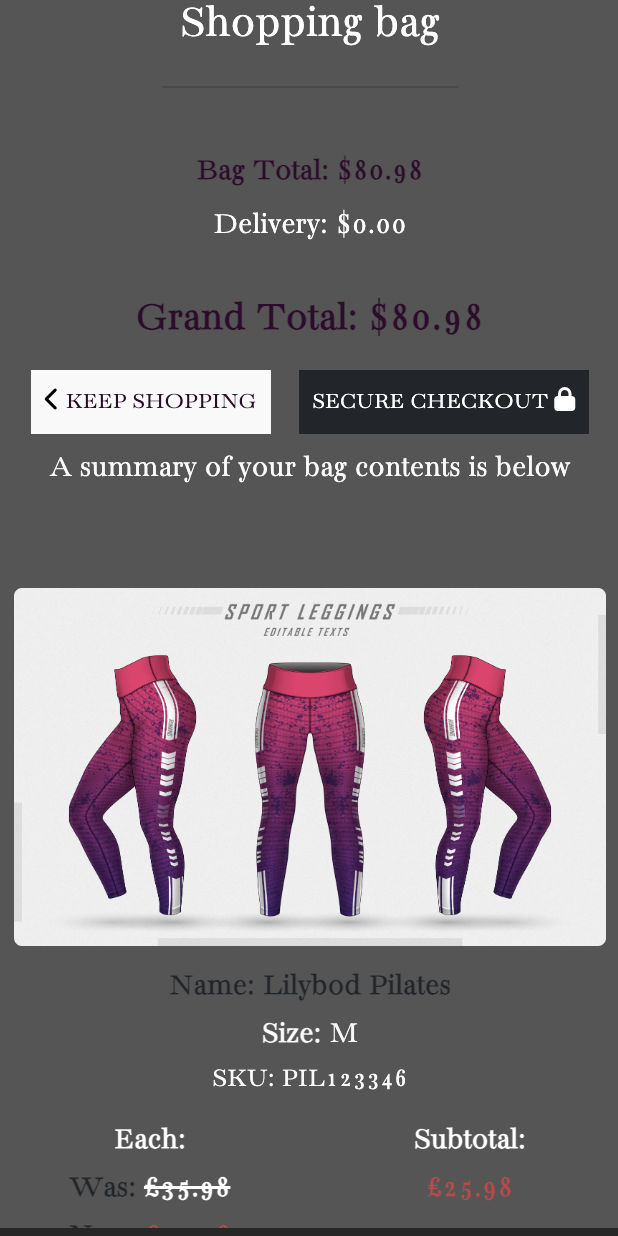 Shopping bag
Bag Total: $80.98
Delivery: $0.00
Grand Total: $80.98
KEEP SHOPPING
SECURE CHECKOUT
A summary of your bag contents is below
SPORT LEGGINGS
EDITABLE TEXTS
Name: Lilybod Pilates
Size: M
SKU: PIL123346
Each:
Subtotal:
Was: £35.98
£25.98